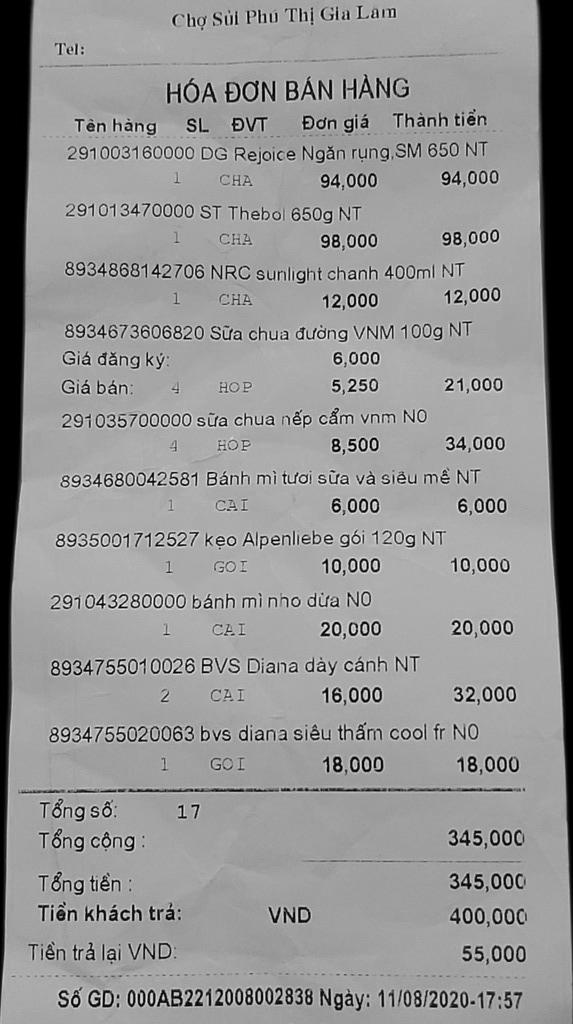 Chợ Sủi Phú Thị Gia Lâm
Tel:
HÓA ĐƠN BÁN HÀNG
Tên hàng SL ĐVT Đơn giá Thành tiền
291003160000 DG Rejoice Ngăn rụng,SM 650 NT
1 CHA 94,000 94,000
291013470000 ST Thebol 650g NT
1 CHA 98,000 98,000
8934868142706 NRC sunlight chanh 400ml NT
1 CHA 12,000 12,000
8934673606820 Sữa chua đường VNM 100g NT
Giá đăng ký: 6,000
Giá bán: 4 HOP 5,250 21,000
291035700000 sữa chua nếp cẩm vnm N0
4 HOP 8,500 34,000
8934680042581 Bánh mì tươi sữa và siêu mề NT
1 CAI 6,000 6,000
8935001712527 kẹo Alpenliebe gói 120g NT
1 GOI 10,000 10,000
291043280000 bánh mì nho dừa N0
1 CAI 20,000 20,000
8934755010026 BVS Diana dày cánh NT
2 CAI 16,000 32,000
8934755020063 bvs diana siêu thấm cool fr N0
1 GOI 18,000 18,000
Tổng số: 17
Tổng cộng : 345,000
Tổng tiền : 345,000
Tiền khách trả: VND 400,000
Tiền trả lại VND: 55,000
Số GD: 000AB2212008002838 Ngày: 11/08/2020-17:57